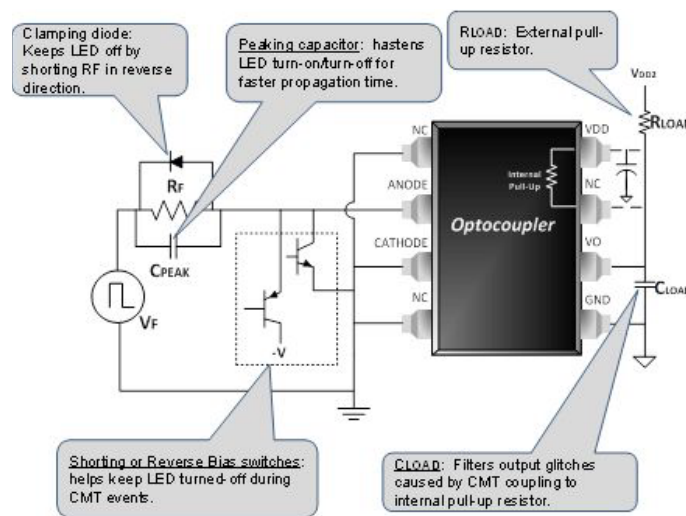 Clamping diode:
Keeps LED off by
shorting RF in reverse
direction.
Peaking capacitor: hastens
LED turn-on/turn-off for
faster propagation time.
RLOAD: External pull-
up resistor.
VDD2
RLOAD
NC
VDD
RF
Internal
Pull-Up
ANODE
NC
Optocoupler
CPEAK
CATHODE
VO
CLOAD
VF
NC
GND
-V
Shorting or Reverse Bias switches:
helps keep LED turned-off during
CMT events.
CLOAD: Filters output glitches
caused by CMT coupling to
internal pull-up resistor.